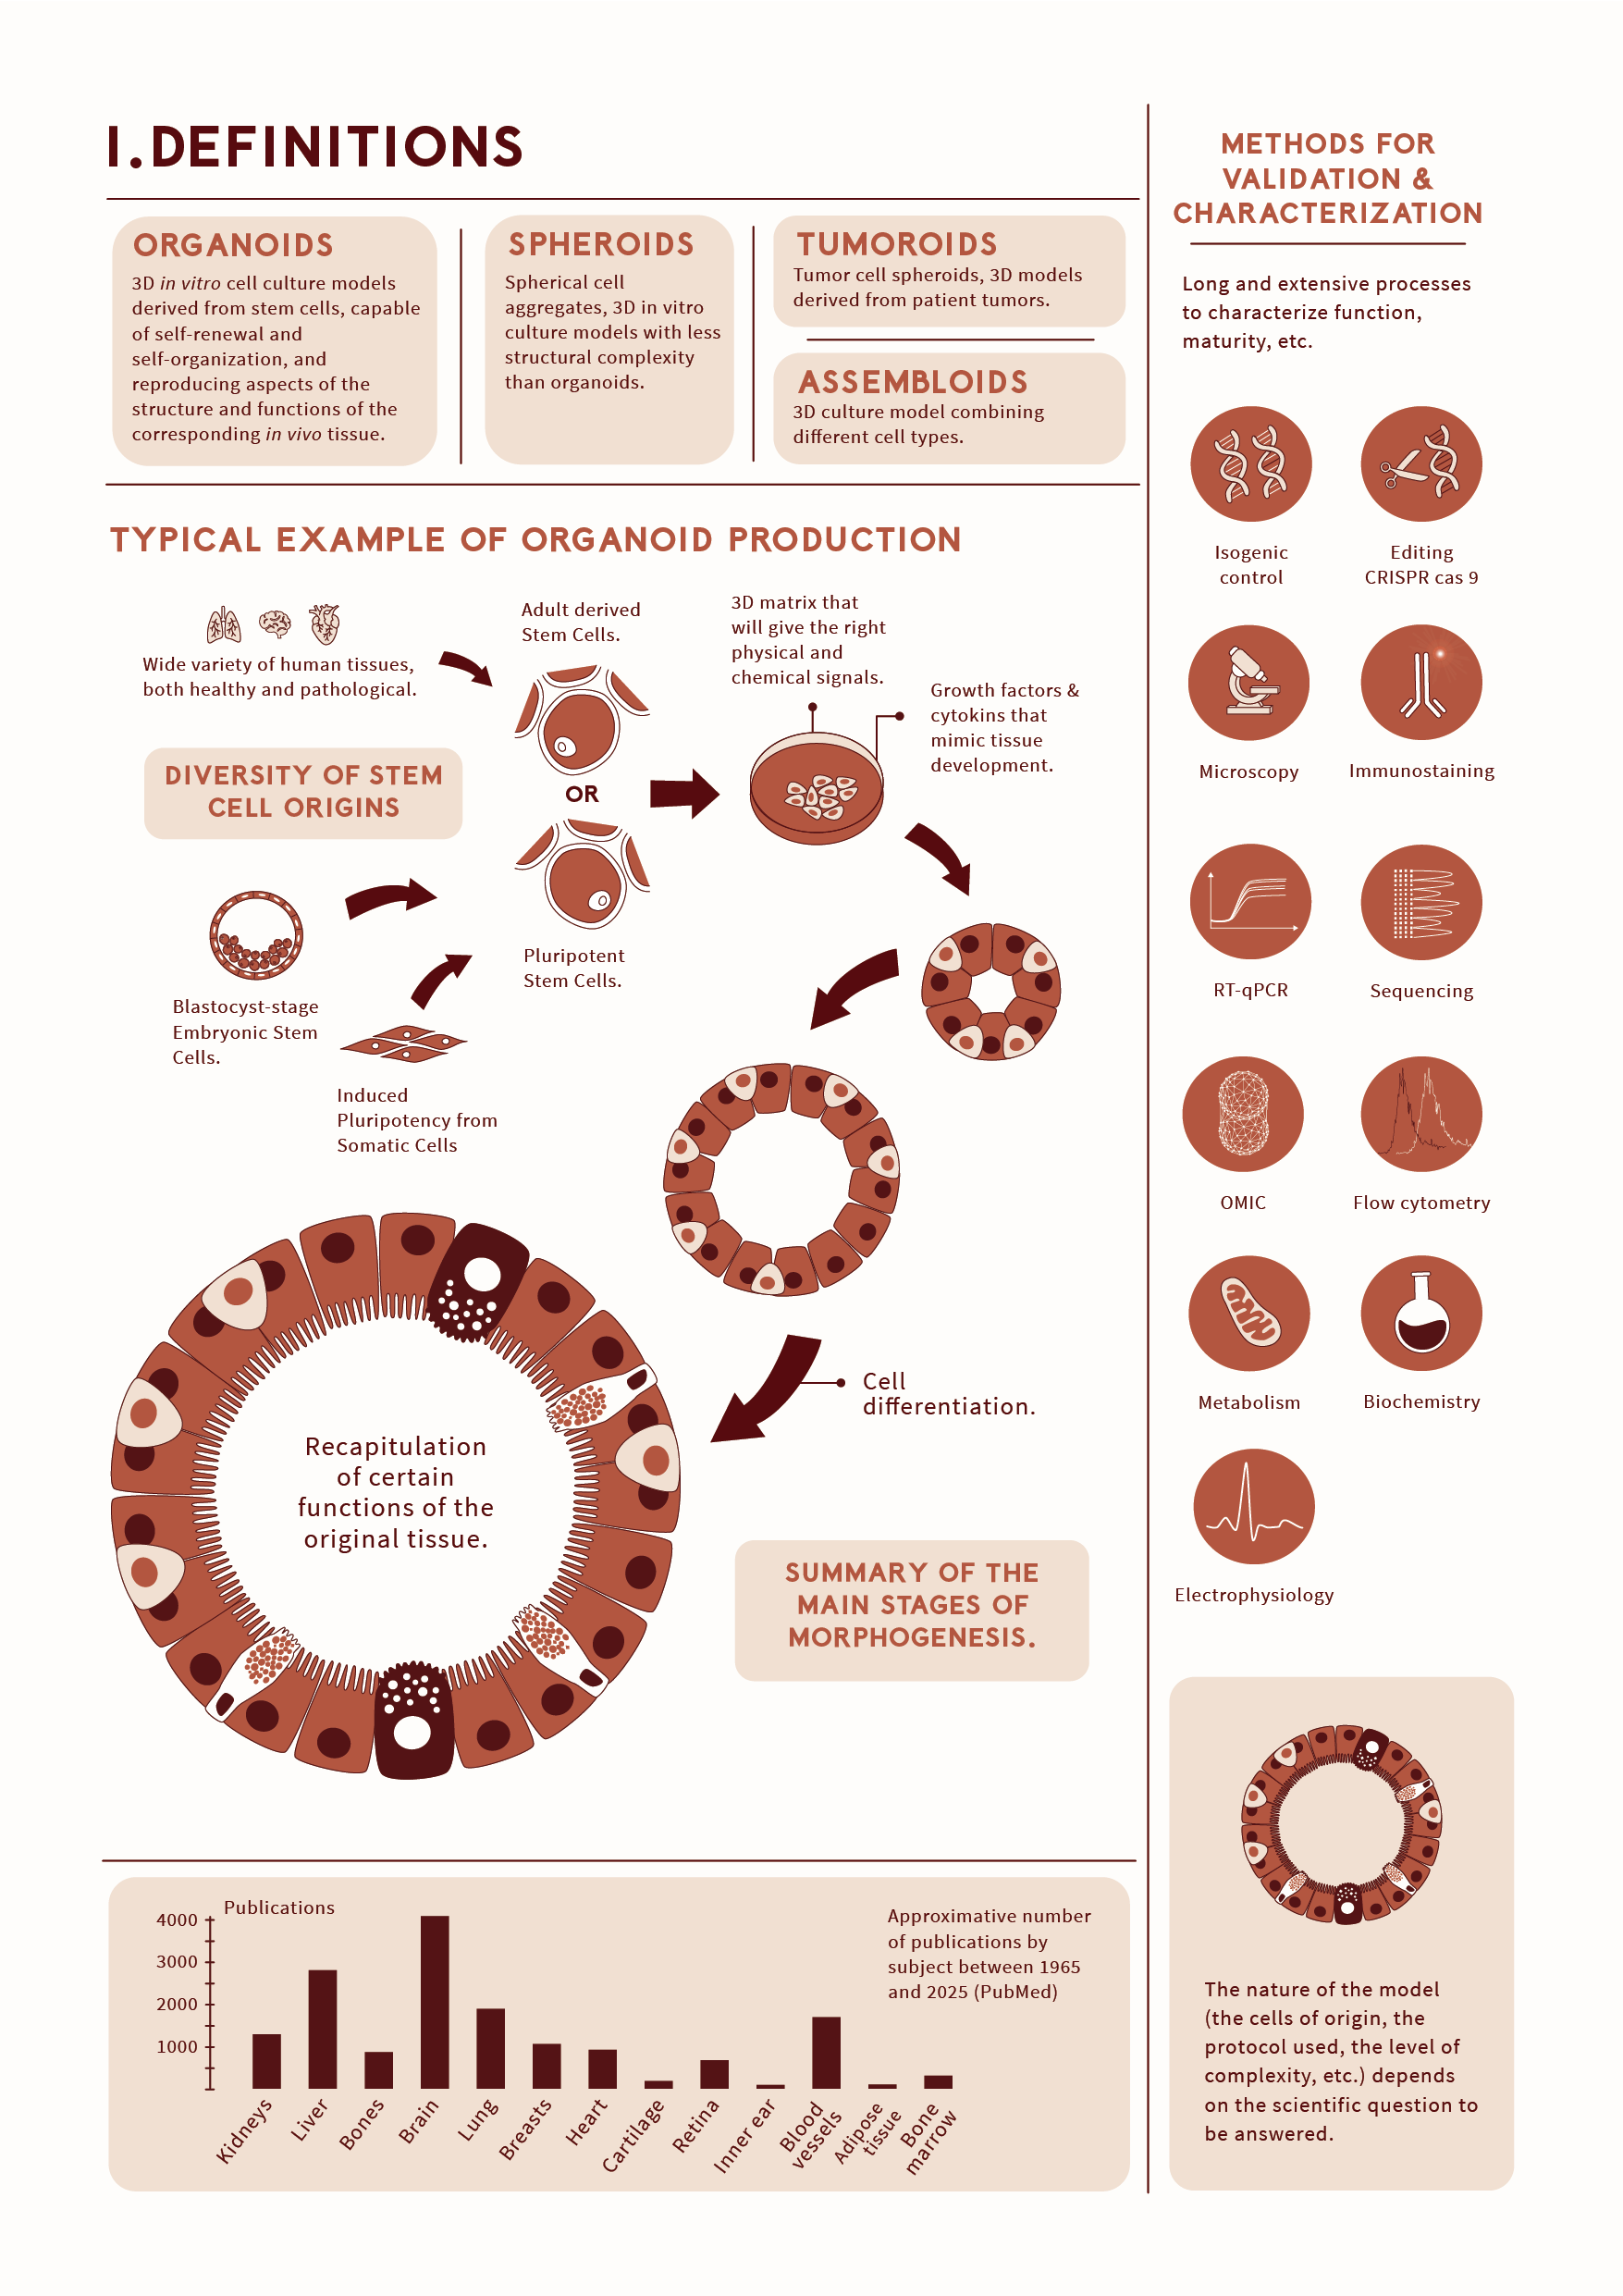 I.DEFINITIONS
ORGANOIDS
3D in vitro cell culture models
derived from stem cells, capable
of self-renewal and
self-organization, and
reproducing aspects of the
structure and functions of the
corresponding in vivo tissue.
SPHEROIDS
Spherical cell
aggregates, 3D in vitro
culture models with less
structural complexity
than organoids.
TUMOROIDS
Tumor cell spheroids, 3D models
derived from patient tumors.
ASSEMBLOIDS
3D culture model combining
different cell types.
TYPICAL EXAMPLE OF ORGANOID PRODUCTION
Wide variety of human tissues,
both healthy and pathological.
Adult derived
Stem Cells.
3D matrix that
will give the right
physical and
chemical signals.
Growth factors &
cytokins that
mimic tissue
development.
DIVERSITY OF STEM
CELL ORIGINS
OR
Pluripotent
Stem Cells.
Blastocyst-stage
Embryonic Stem
Cells.
Induced
Pluripotency from
Somatic Cells
Cell
differentiation.
Recapitulation
of certain
functions of the
original tissue.
SUMMARY OF THE
MAIN STAGES OF
MORPHOGENESIS.
Publications
4000
3000
2000
1000
Kidneys
Liver
Bones
Brain
Lung
Breasts
Heart
Cartilage
Retina
Inner ear
Blood
vessels
Adipose
tissue
Bone
marrow
Approximative number
of publications by
subject between 1965
and 2025 (PubMed)
METHODS FOR
VALIDATION &
CHARACTERIZATION
Long and extensive processes
to characterize function,
maturity, etc.
Isogenic
control
Editing
CRISPR cas 9
Microscopy
Immunostaining
RT-qPCR
Sequencing
OMIC
Flow cytometry
Metabolism
Biochemistry
Electrophysiology
The nature of the model
(the cells of origin, the
protocol used, the level of
complexity, etc.) depends
on the scientific question to
be answered.